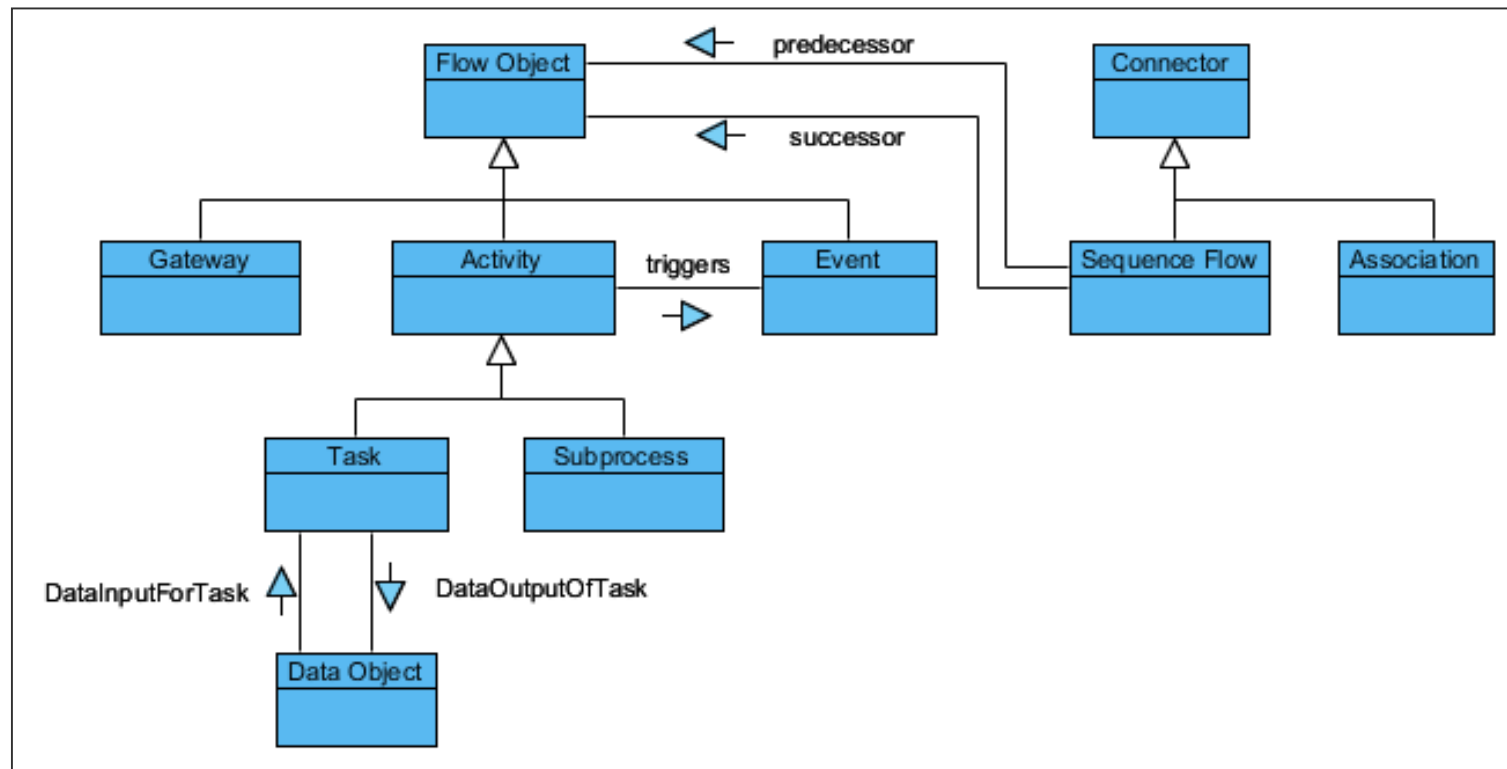 predecessor
Flow Object
Connector
successor
Gateway
Activity
triggers
Event
Sequence Flow
Association
Task
Subprocess
DataInputForTask
DataOutputOfTask
Data Object